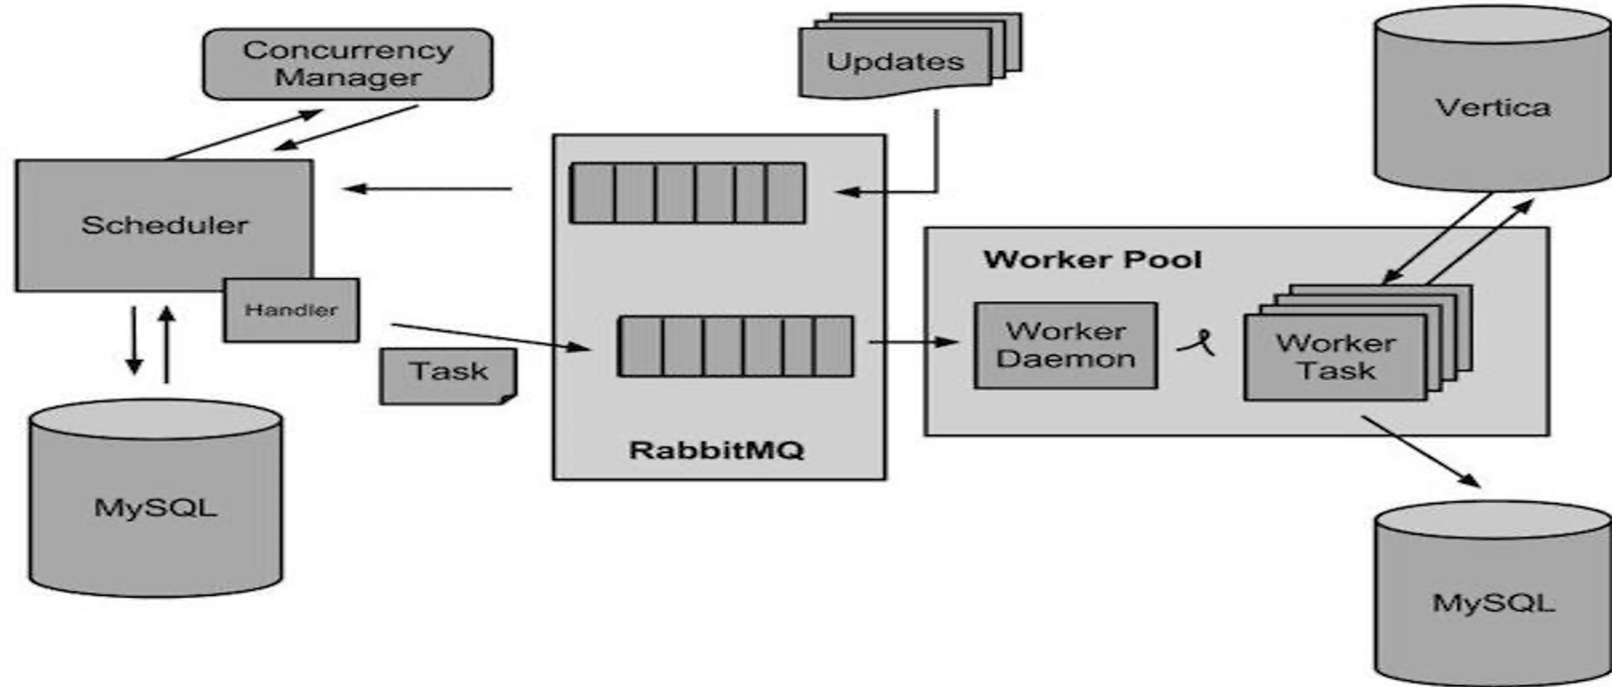 Concurrency
Manager
Updates
Vertica
Scheduler
Handler
Task
RabbitMQ
Worker Pool
Worker
Daemon
Worker
Task
MySQL
MySQL